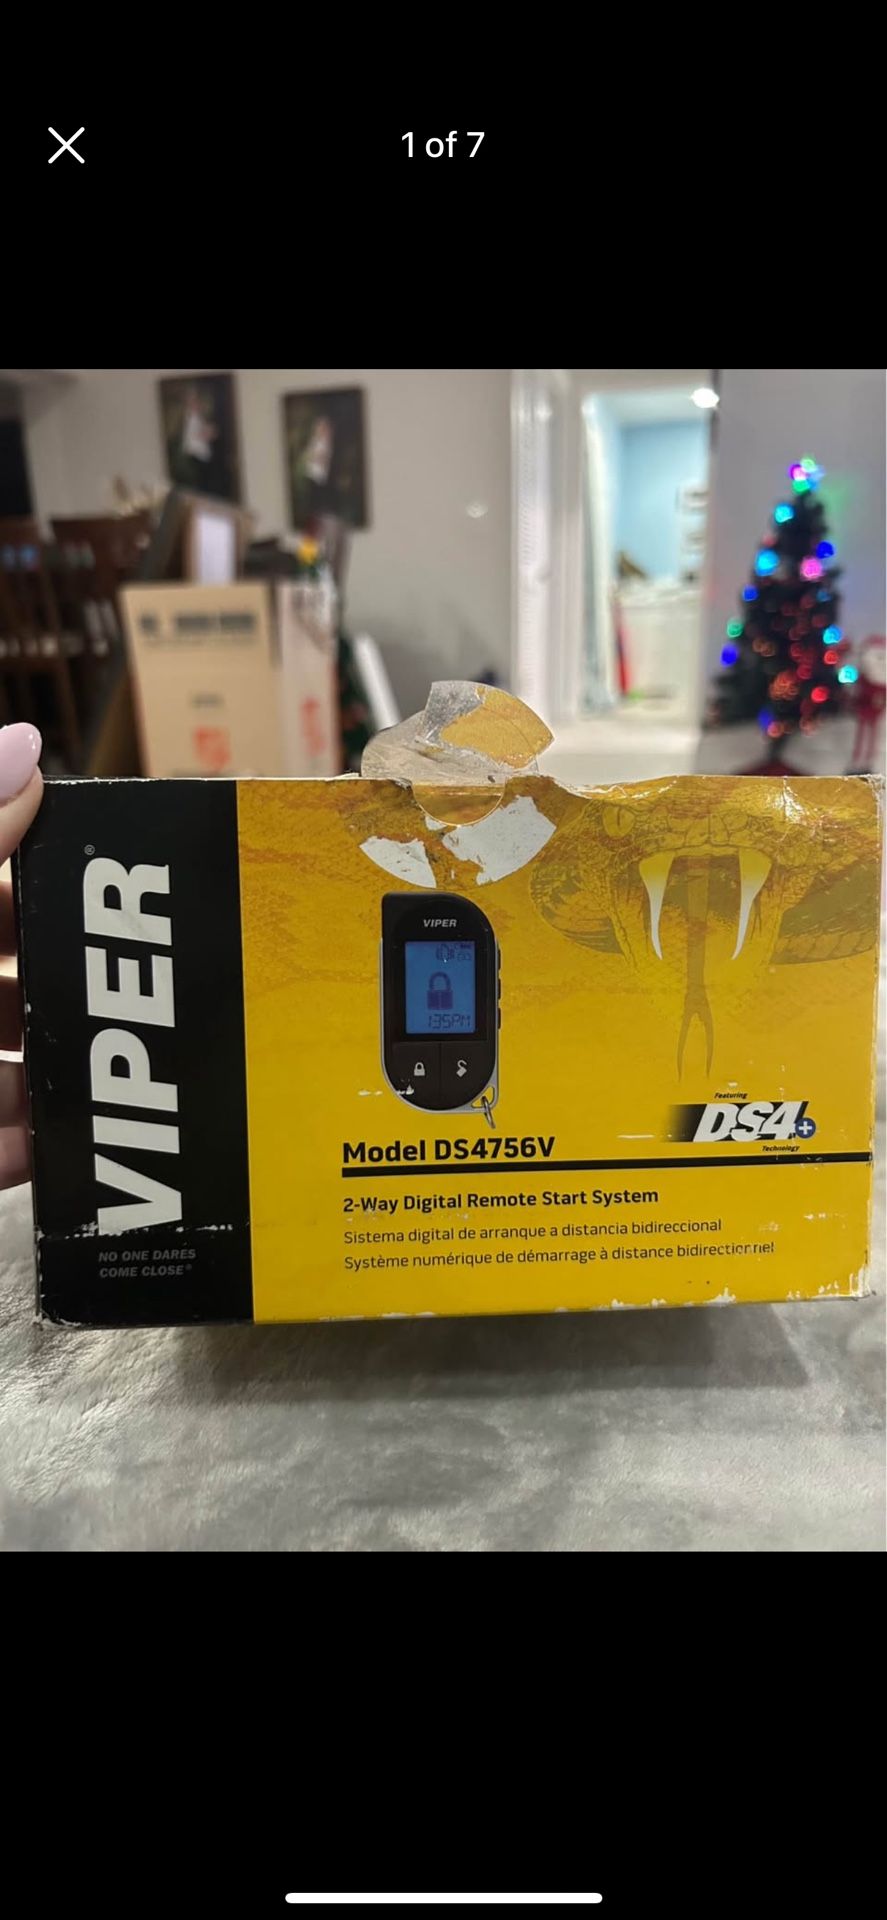 1 of 7
VIPER®
NO ONE DARES
COME CLOSE®
VIPER
1:35PM
Featuring
DS4+
Technology
Model DS4756V
2-Way Digital Remote Start System
Sistema digital de arranque a distancia bidireccional
Système numérique de démarrage à distance bidirectionnel